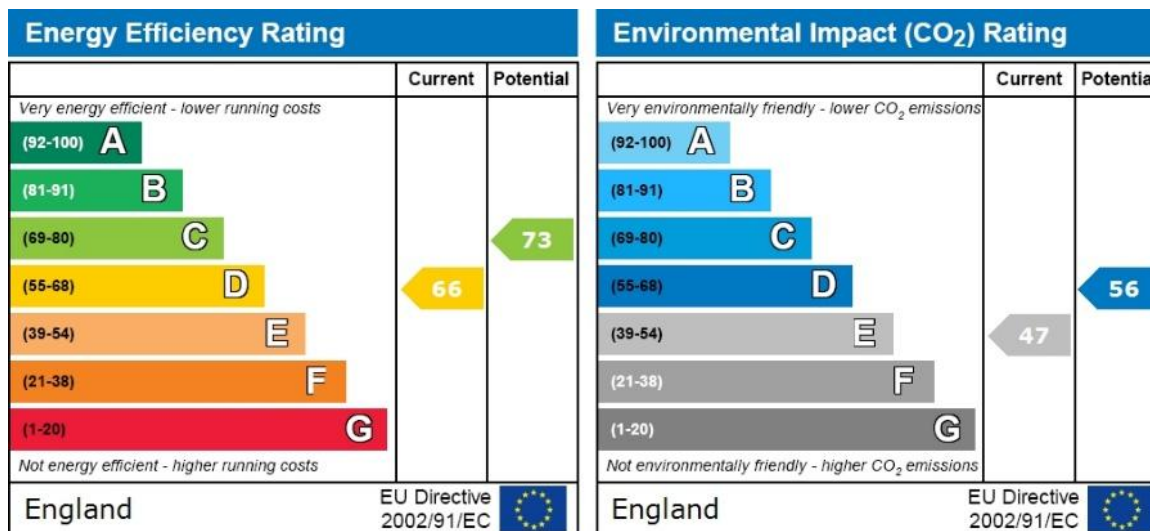 Energy Efficiency Rating
Current Potential
Very energy efficient - lower running costs
(92-100) A
(81-91) B
(69-80) C
73
(55-68) D
66
(39-54) E
(21-38) F
(1-20) G
Not energy efficient - higher running costs
England
EU Directive
2002/91/EC
Environmental Impact (CO2) Rating
Current Potential
Very environmentally friendly - lower CO2 emissions
(92-100) A
(81-91) B
(69-80) C
(55-68) D
56
(39-54) E
47
(21-38) F
(1-20) G
Not environmentally friendly - higher CO2 emissions
England
EU Directive
2002/91/EC